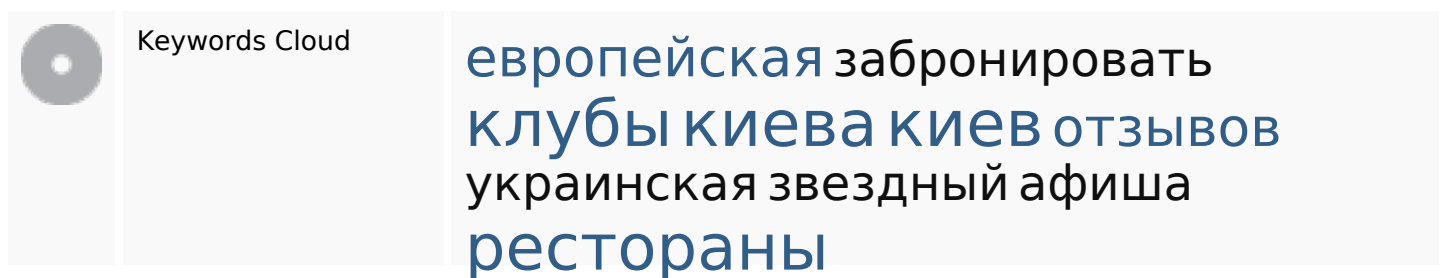 Keywords Cloud
европейская забронировать
клубы киева киев отзывов
украинская звездный афиша
рестораны